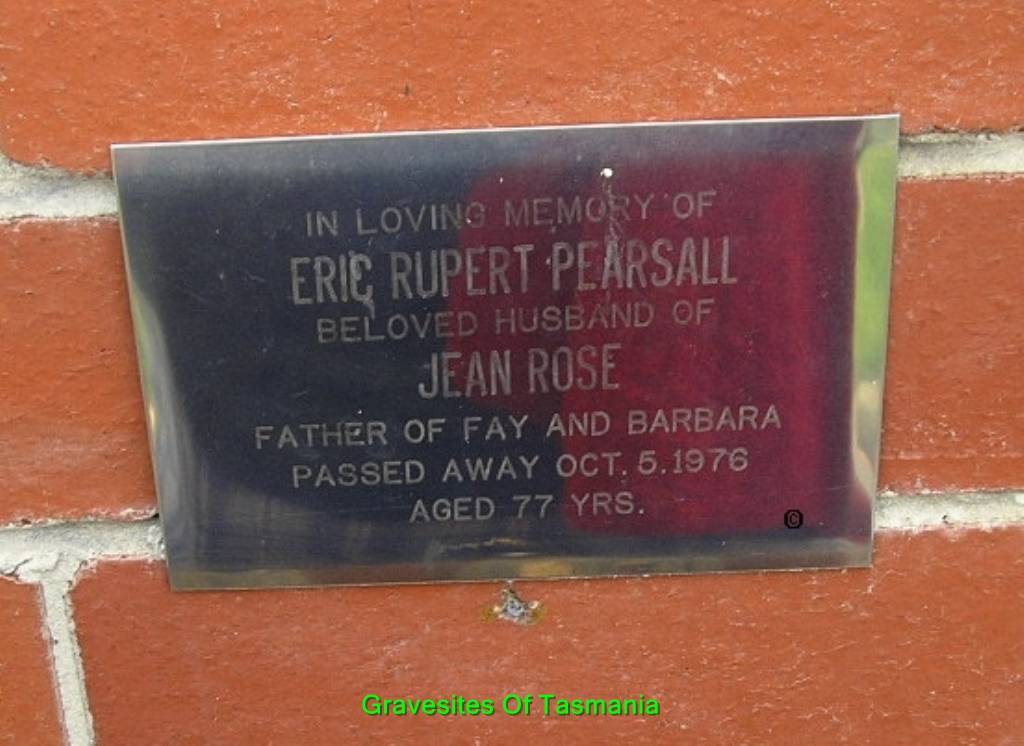 IN LOVING MEMORY OF
ERIC RUPERT PEARSALL
BELOVED HUSBAND OF
JEAN ROSE
FATHER OF FAY AND BARBARA
PASSED AWAY OCT. 5. 1976
AGED 77 YRS.
©
Gravesites Of Tasmania